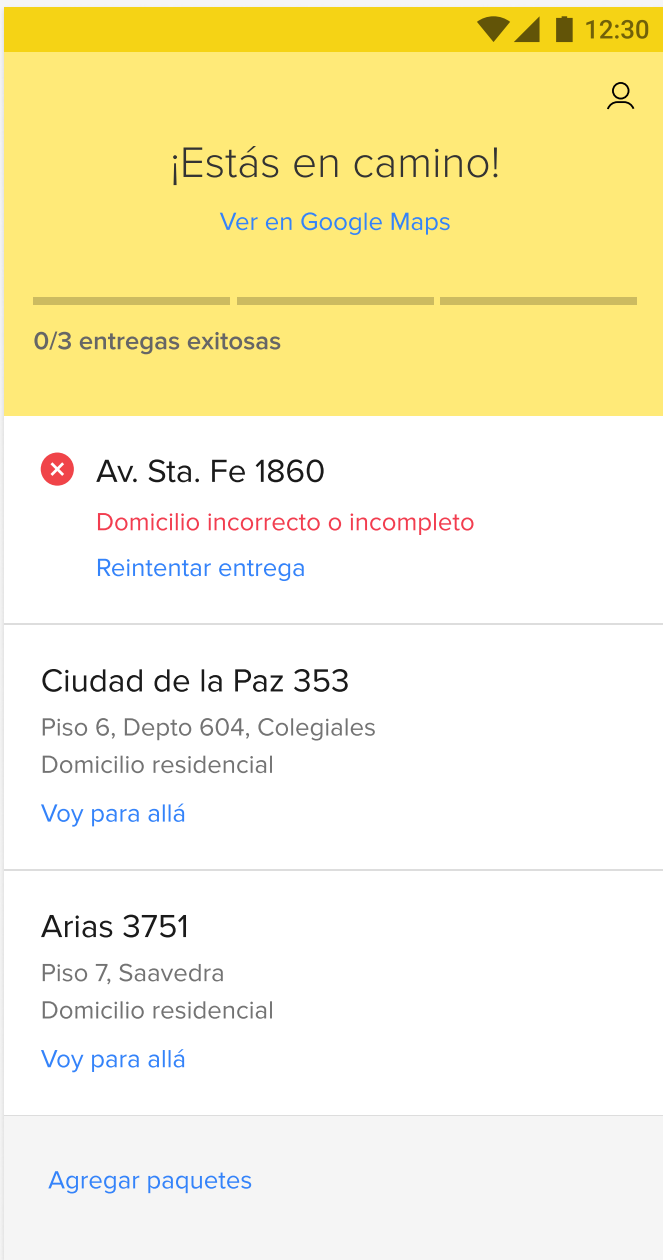 12:30
¡Estás en camino!
Ver en Google Maps
0/3 entregas exitosas
Av. Sta. Fe 1860
Domicilio incorrecto o incompleto
Reintentar entrega
Ciudad de la Paz 353
Piso 6, Depto 604, Colegiales
Domicilio residencial
Voy para allá
Arias 3751
Piso 7, Saavedra
Domicilio residencial
Voy para allá
Agregar paquetes